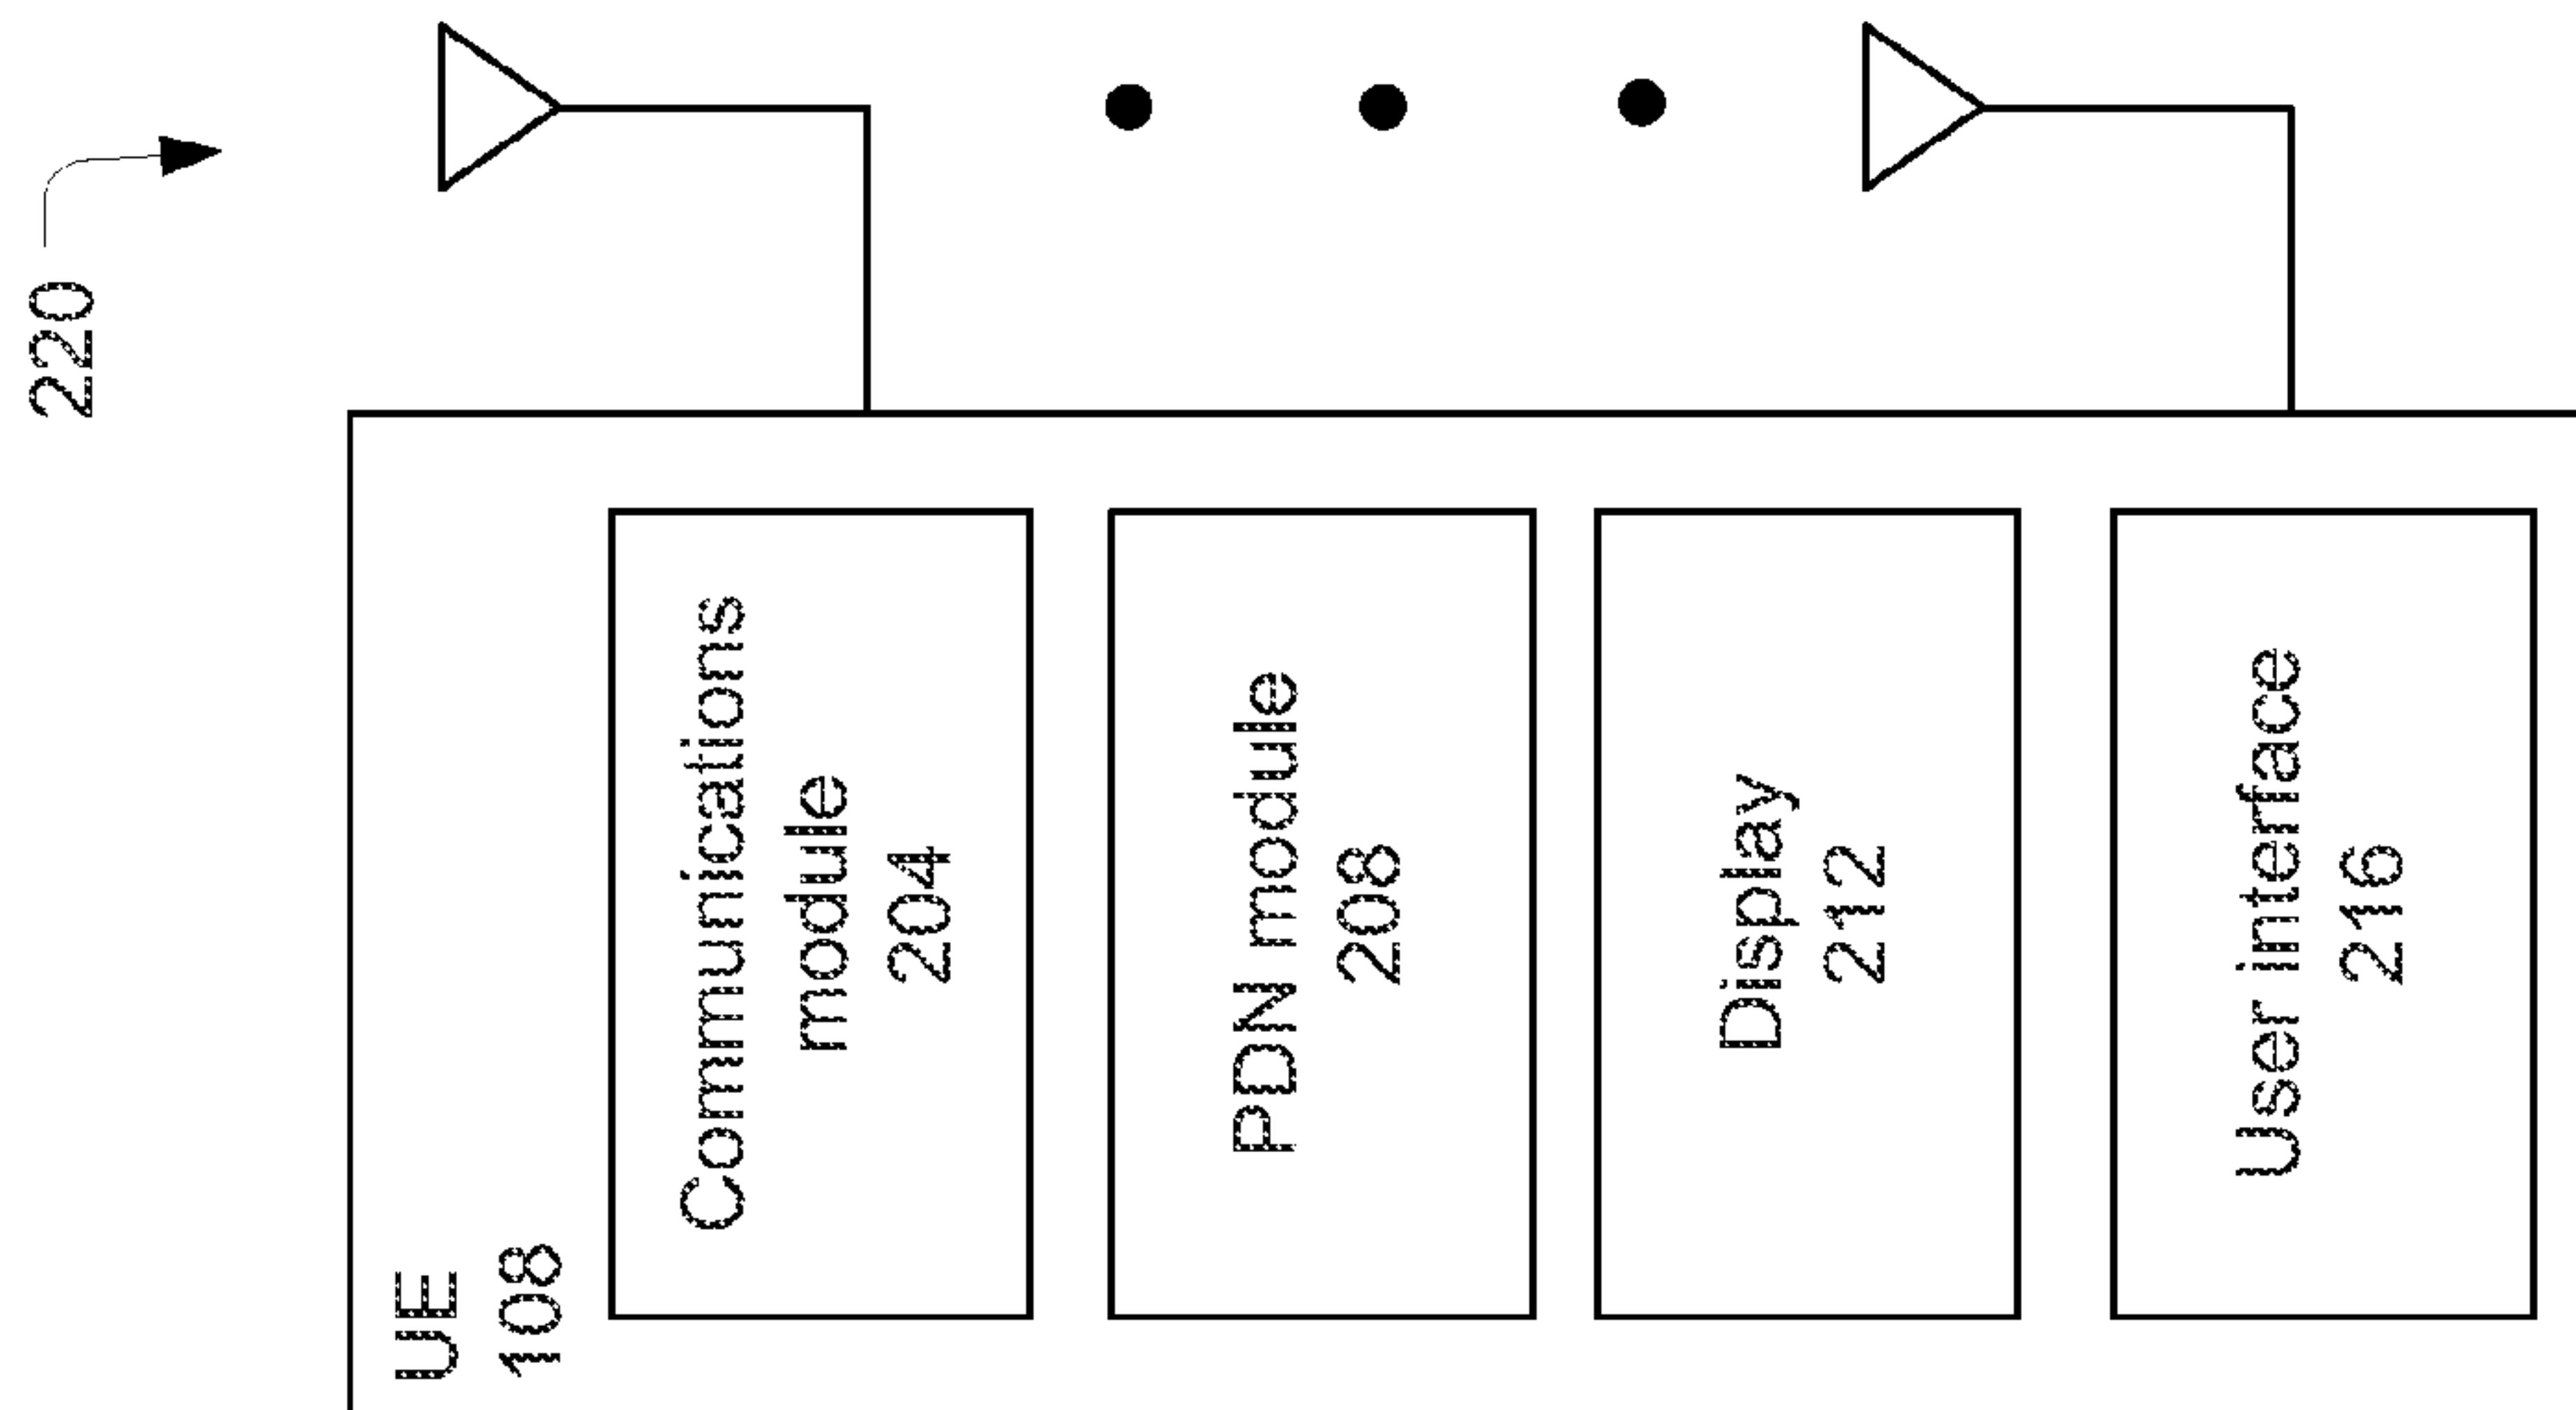 220
UE
108
Communications
module
204
PDN module
208
Display
212
User interface
216